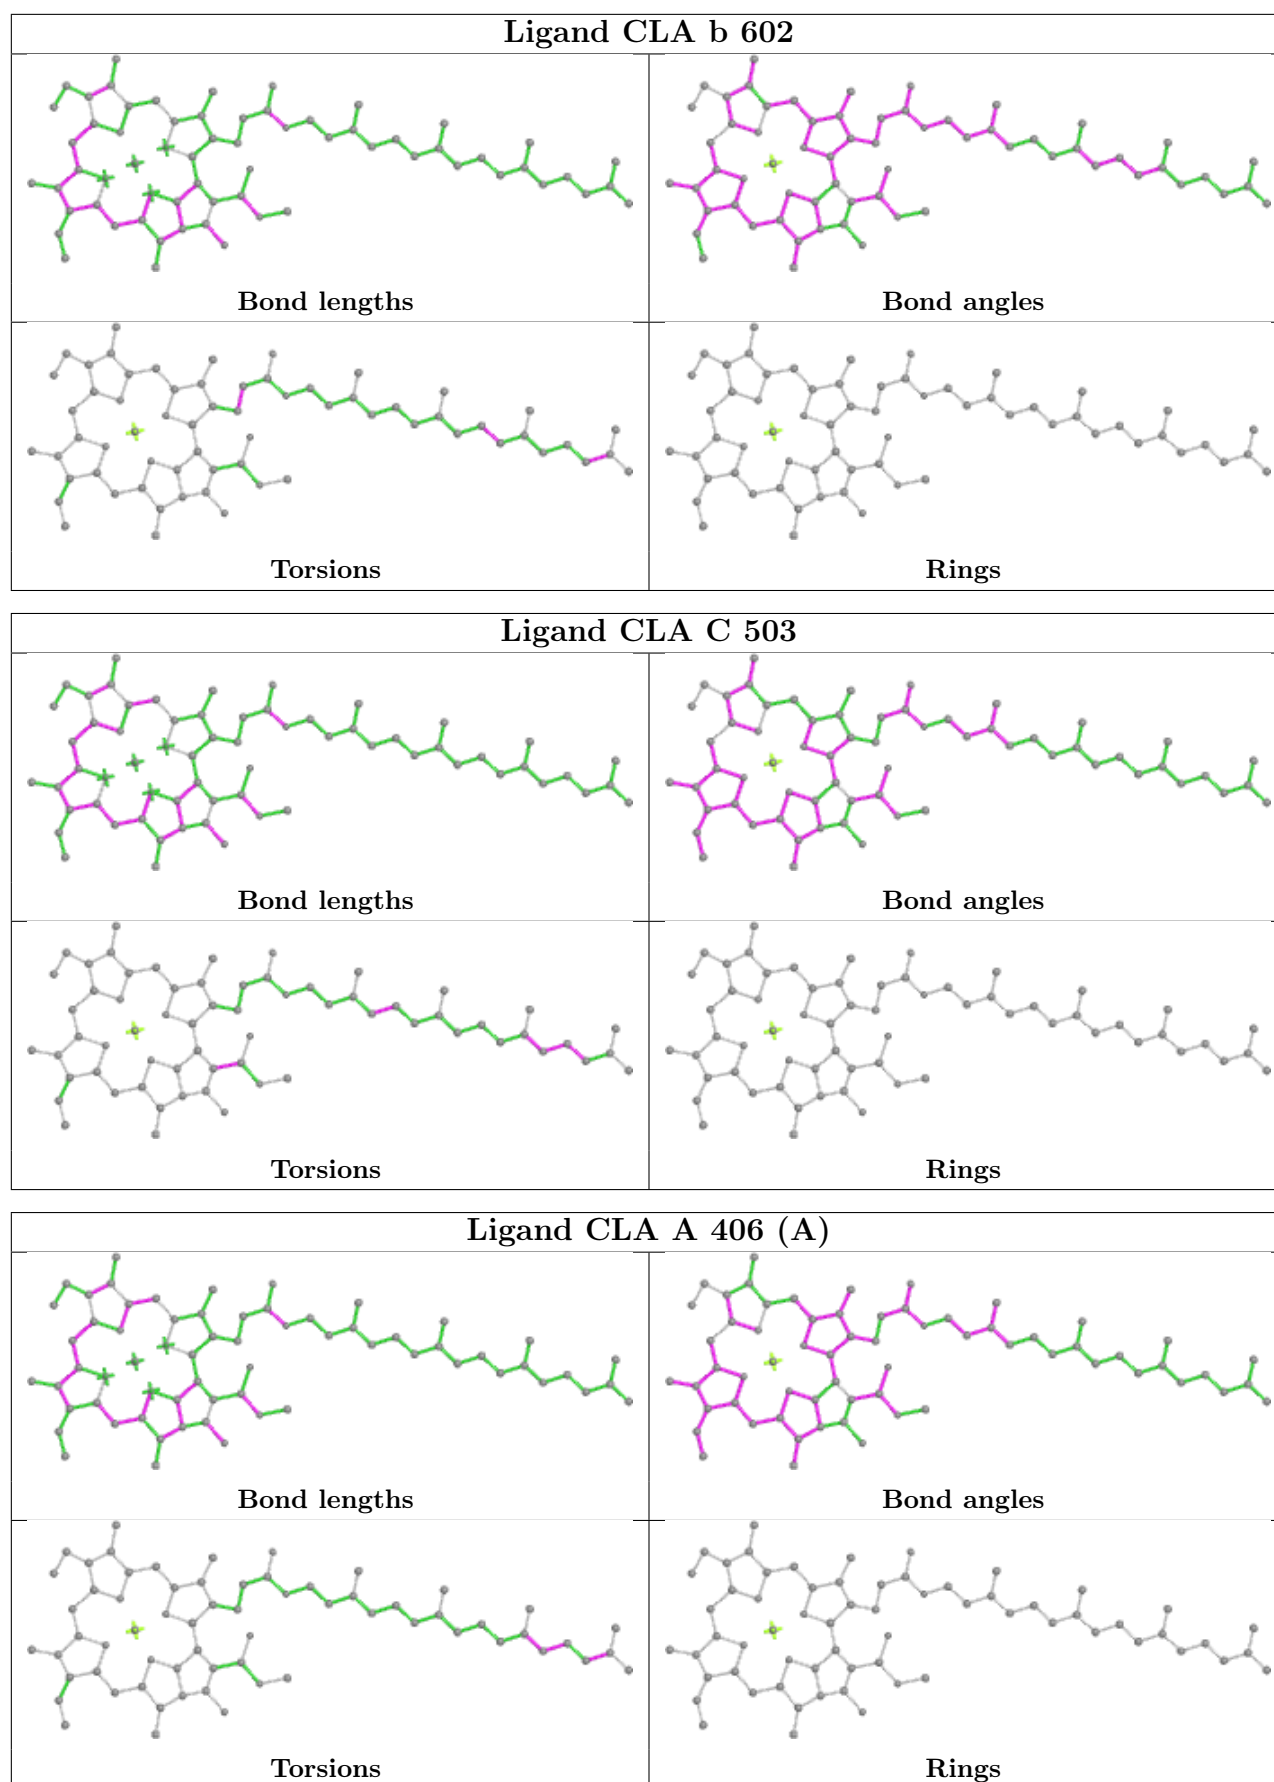 Ligand CLA b 602
Bond lengths
Bond angles
Torsions
Rings
Ligand CLA C 503
Bond lengths
Bond angles
Torsions
Rings
Ligand CLA A 406 (A)
Bond lengths
Bond angles
Torsions
Rings